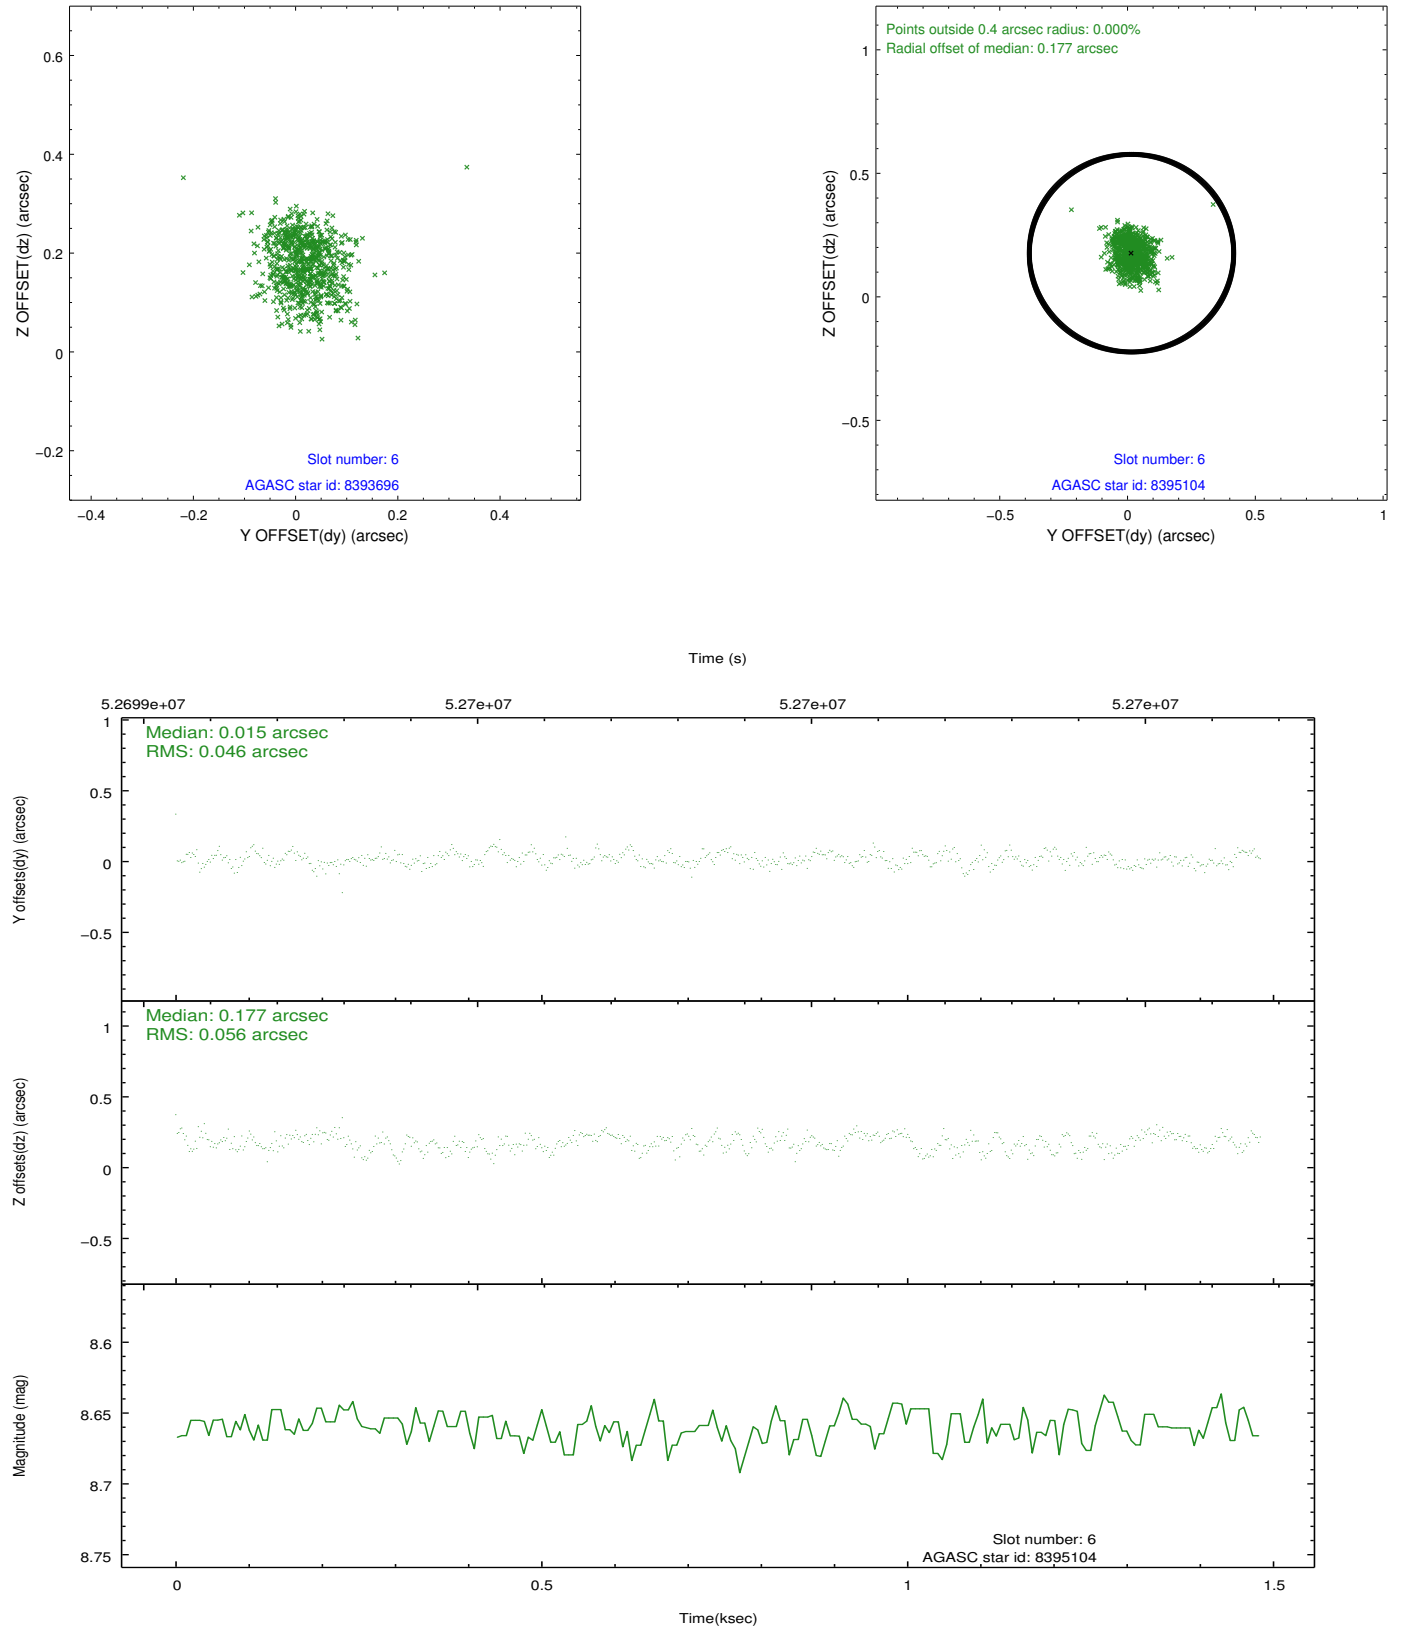 0.6
0.4
0.2
0
−0.2
Z OFFSET(dz) (arcsec)
Slot number: 6
AGASC star id: 8393696
−0.4 −0.2 0 0.2 0.4
Y OFFSET(dy) (arcsec)
Points outside 0.4 arcsec radius: 0.000%
Radial offset of median: 0.177 arcsec
1
0.5
0
−0.5
Z OFFSET(dz) (arcsec)
Slot number: 6
AGASC star id: 8395104
−0.5 0 0.5 1
Y OFFSET(dy) (arcsec)
Time (s)
5.2699e+07 5.27e+07 5.27e+07 5.27e+07
Median: 0.015 arcsec
RMS: 0.046 arcsec
1
0.5
0
−0.5
Y offsets(dy) (arcsec)
Median: 0.177 arcsec
RMS: 0.056 arcsec
1
0.5
0
−0.5
Z offsets(dz) (arcsec)
8.6
8.65
8.7
8.75
Magnitude (mag)
Slot number: 6
AGASC star id: 8395104
0 0.5 1 1.5
Time(ksec)